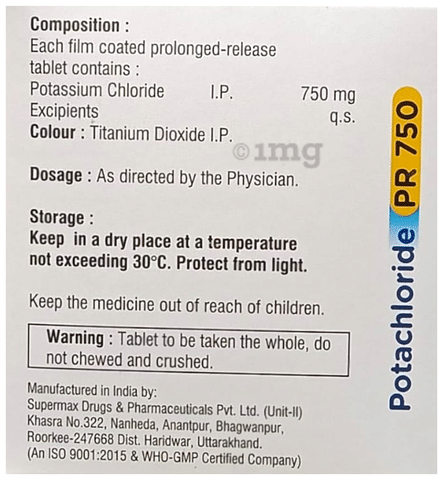 Composition :
Each film coated prolonged-release
tablet contains :
Potassium Chloride I.P. 750 mg
Excipients q.s.
Colour : Titanium Dioxide I.P.
© 1mg
Dosage : As directed by the Physician.
Storage :
Keep in a dry place at a temperature
not exceeding 30°C. Protect from light.
Keep the medicine out of reach of children.
Warning : Tablet to be taken the whole, do
not chewed and crushed.
Manufactured in India by:
Supermax Drugs & Pharmaceuticals Pvt. Ltd. (Unit-II)
Khasra No.322, Nanheda, Anantpur, Bhagwanpur,
Roorkee-247668 Dist. Haridwar, Uttarakhand.
(An ISO 9001:2015 & WHO-GMP Certified Company)
Potachloride PR 750